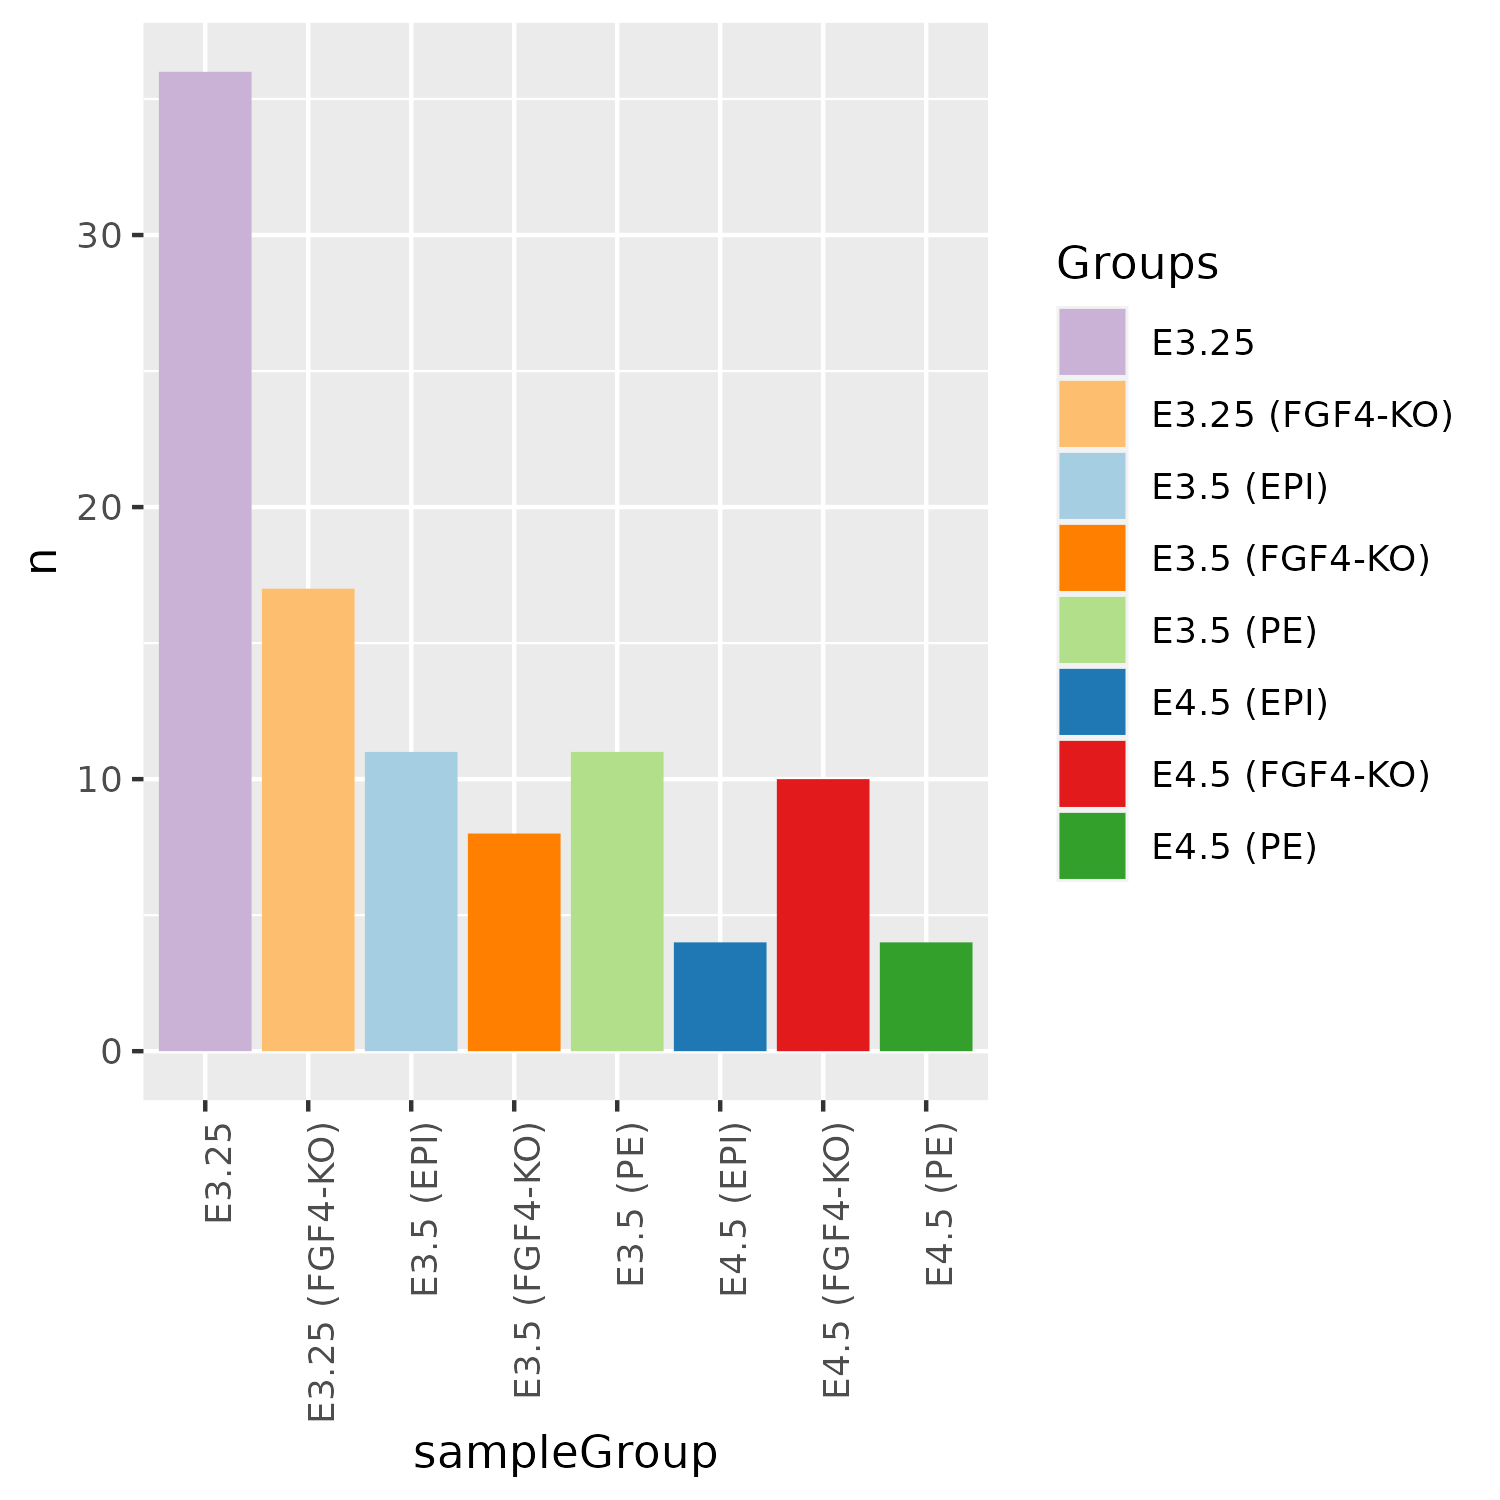 30
20
10
0
n
E3.25
E3.25 (FGF4-KO)
E3.5 (EPI)
E3.5 (FGF4-KO)
E3.5 (PE)
E4.5 (EPI)
E4.5 (FGF4-KO)
E4.5 (PE)
sampleGroup
Groups
E3.25
E3.25 (FGF4-KO)
E3.5 (EPI)
E3.5 (FGF4-KO)
E3.5 (PE)
E4.5 (EPI)
E4.5 (FGF4-KO)
E4.5 (PE)